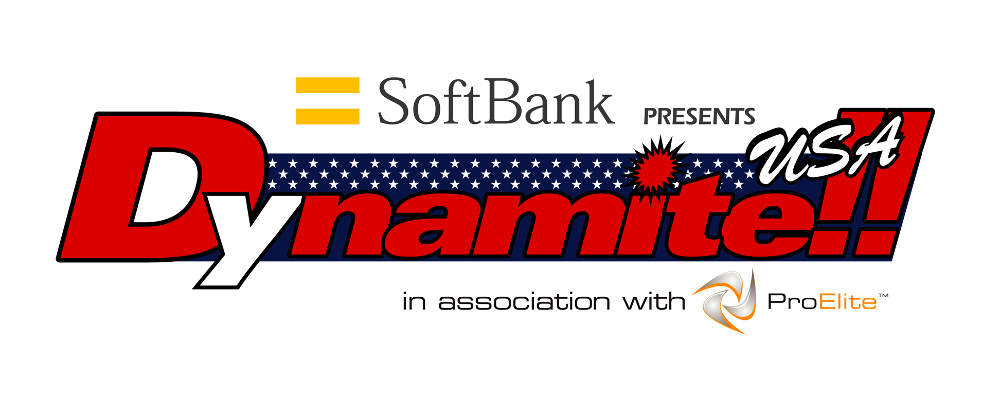 SoftBank PRESENTS
Dynamite!! USA
in association with ProElite™